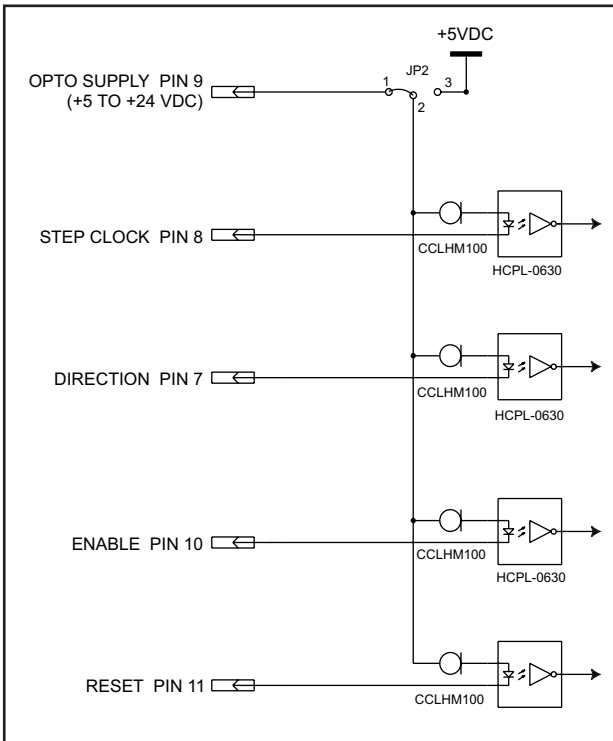 +5VDC
OPTO SUPPLY PIN 9
(+5 TO +24 VDC)
1
JP2
3
2
STEP CLOCK PIN 8
CCLHM100
HCPL-0630
DIRECTION PIN 7
CCLHM100
HCPL-0630
ENABLE PIN 10
CCLHM100
HCPL-0630
RESET PIN 11
CCLHM100